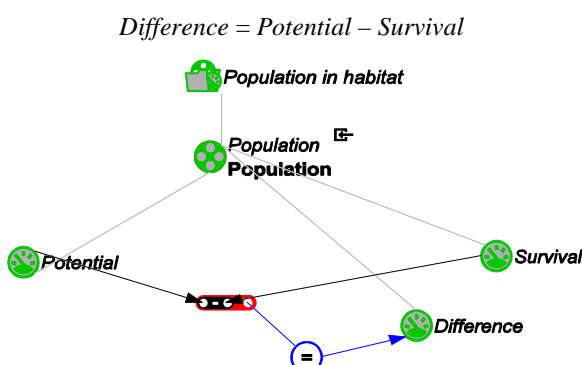 Difference = Potential – Survival
Population in habitat
Population
Population
Potential
Survival
Difference
=